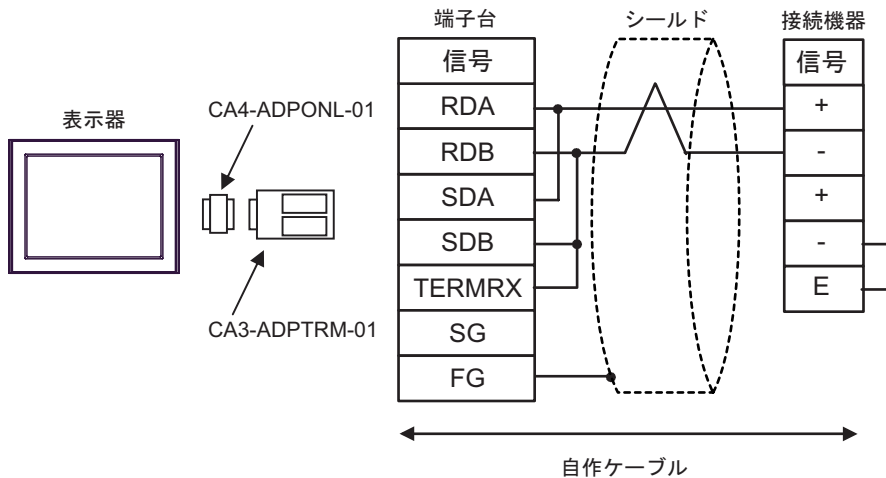 端子台
シールド
接続機器
信号
信号
表示器
CA4-ADPONL-01
RDA
+
RDB
-
SDA
+
SDB
-
TERMRX
E
CA3-ADPTRM-01
SG
FG
自作ケーブル